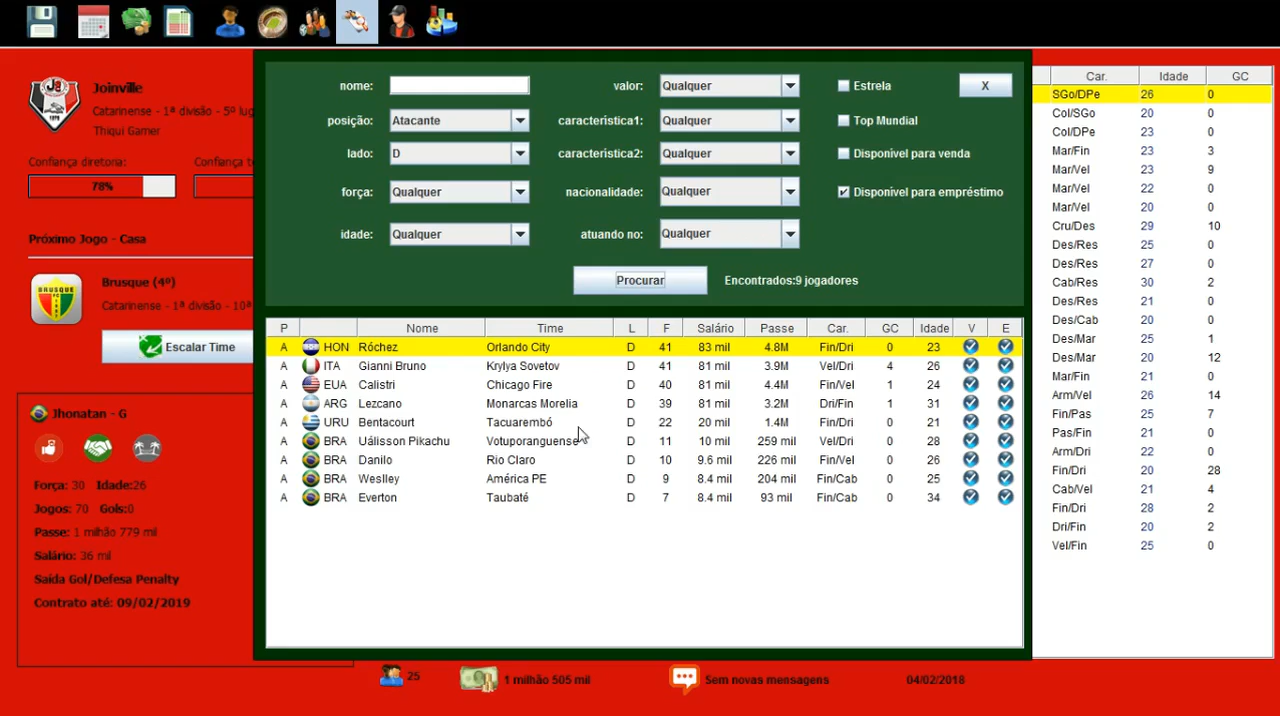 Joinville
Catarinense - 1ª divisão - 5º lug
Thiqui Gamer
Confiança diretoria:
Confiança t
78%
Próximo Jogo - Casa
Brusque (4º)
Catarinense - 1ª divisão - 10ª
Escalar Time
Jhonatan - G
Força: 30 Idade:26
Jogos: 70 Gols:0
Passe: 1 milhão 779 mil
Salário: 36 mil
Saída Gol/Defesa Penalty
Contrato até: 09/02/2019
nome: valor: Qualquer Estrela X
posição: Atacante caracteristica1: Qualquer Top Mundial
lado: D caracteristica2: Qualquer Disponivel para venda
força: Qualquer nacionalidade: Qualquer Disponivel para empréstimo
idade: Qualquer atuando no: Qualquer
Procurar Encontrados:9 jogadores
P Nome Time L F Salário Passe Car. GC Idade V E
A HON Róchez Orlando City D 41 83 mil 4.8M Fin/Dri 0 23
A ITA Gianni Bruno Krylya Sovetov D 41 81 mil 3.9M Vel/Dri 4 26
A EUA Calistri Chicago Fire D 40 81 mil 4.4M Fin/Vel 1 24
A ARG Lezcano Monarcas Morelia D 39 81 mil 3.2M Dri/Fin 1 31
A URU Bentacourt Tacuarembó D 22 20 mil 1.4M Fin/Dri 0 21
A BRA Uálisson Pikachu Votuporanguense D 11 10 mil 259 mil Vel/Dri 0 28
A BRA Danilo Rio Claro D 10 9.6 mil 226 mil Fin/Vel 0 26
A BRA Weslley América PE D 9 8.4 mil 204 mil Fin/Cab 0 25
A BRA Everton Taubaté D 7 8.4 mil 93 mil Fin/Cab 0 34
Car. Idade GC
SGo/DPe 26 0
Col/SGo 20 0
Col/DPe 23 0
Mar/Fin 23 3
Mar/Vel 23 9
Mar/Vel 22 0
Mar/Vel 20 0
Cru/Des 29 10
Des/Res 25 0
Des/Res 27 0
Cab/Res 30 2
Des/Res 21 0
Des/Cab 20 0
Des/Mar 25 1
Des/Mar 20 12
Mar/Fin 21 0
Arm/Vel 26 14
Fin/Pas 25 7
Pas/Fin 21 0
Arm/Dri 22 0
Fin/Dri 20 28
Cab/Vel 21 4
Fin/Dri 28 2
Dri/Fin 20 2
Vel/Fin 25 0
25
1 milhão 505 mil
Sem novas mensagens
04/02/2018